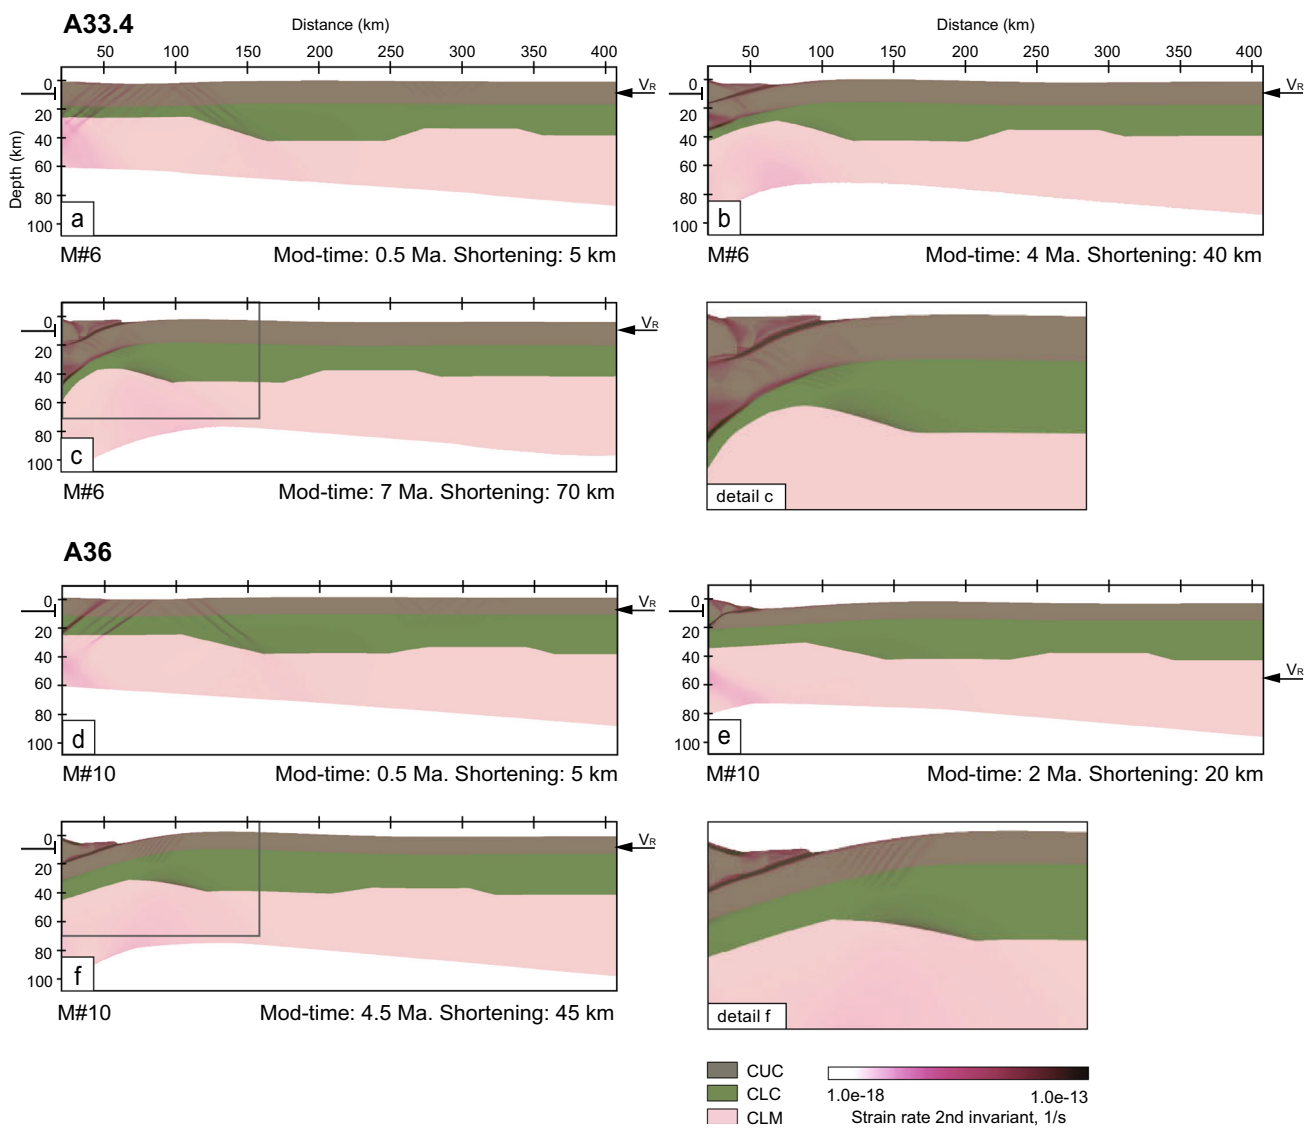 A33.4
Distance (km)
Distance (km)
50 100 150 200 250 300 350 400
50 100 150 200 250 300 350 400
0
20
40
60
80
100
Depth (km)
VR
a
0
20
40
60
80
100
VR
b
M#6 Mod-time: 0.5 Ma. Shortening: 5 km
M#6 Mod-time: 4 Ma. Shortening: 40 km
0
20
40
60
80
100
VR
c
detail c
M#6 Mod-time: 7 Ma. Shortening: 70 km
A36
0
20
40
60
80
100
VR
d
0
20
40
60
80
100
VR
e
M#10 Mod-time: 0.5 Ma. Shortening: 5 km
M#10 Mod-time: 2 Ma. Shortening: 20 km
0
20
40
60
80
100
VR
f
detail f
M#10 Mod-time: 4.5 Ma. Shortening: 45 km
CUC
CLC
CLM
1.0e-18 1.0e-13
Strain rate 2nd invariant, 1/s